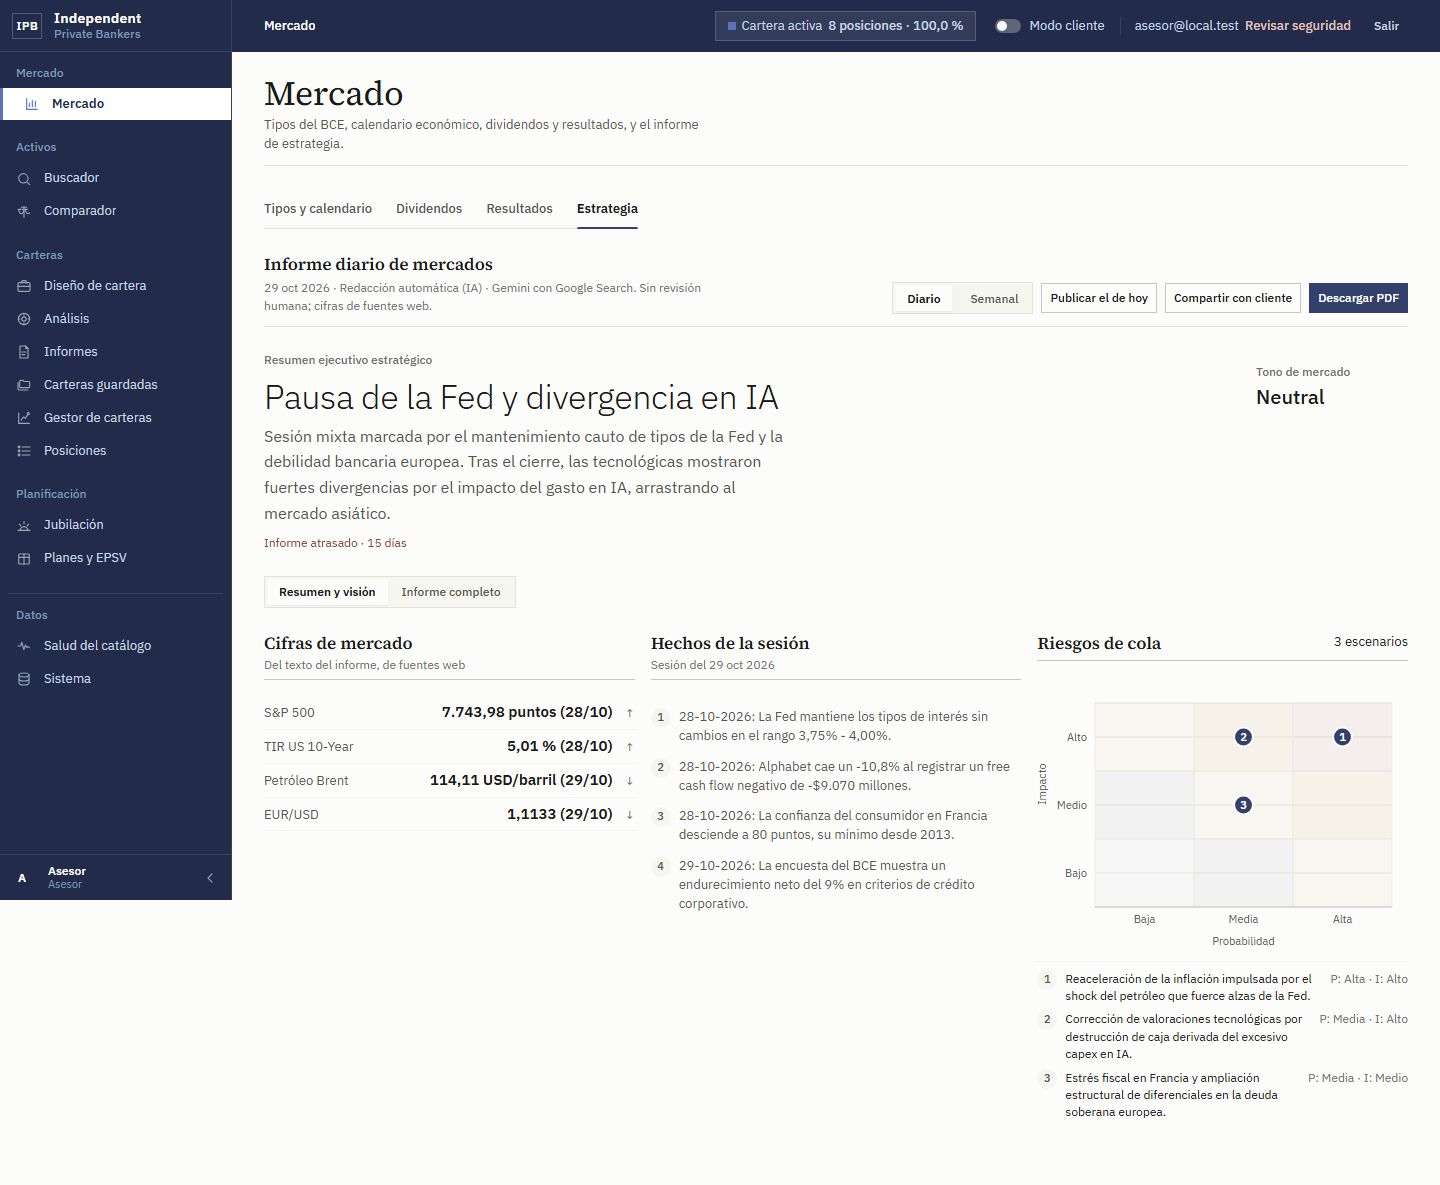 IPB
Independent
Private Bankers
Mercado
Cartera activa 8 posiciones · 100,0 %
Modo cliente
asesor@local.test Revisar seguridad
Salir
Mercado
Mercado
Activos
Buscador
Comparador
Carteras
Diseño de cartera
Análisis
Informes
Carteras guardadas
Gestor de carteras
Posiciones
Planificación
Jubilación
Planes y EPSV
Datos
Salud del catálogo
Sistema
A
Asesor
Asesor
Mercado
Tipos del BCE, calendario económico, dividendos y resultados, y el informe
de estrategia.
Tipos y calendario
Dividendos
Resultados
Estrategia
Informe diario de mercados
29 oct 2026 · Redacción automática (IA) · Gemini con Google Search. Sin revisión
humana; cifras de fuentes web.
Diario
Semanal
Publicar el de hoy
Compartir con cliente
Descargar PDF
Resumen ejecutivo estratégico
Pausa de la Fed y divergencia en IA
Sesión mixta marcada por el mantenimiento cauto de tipos de la Fed y la
debilidad bancaria europea. Tras el cierre, las tecnológicas mostraron
fuertes divergencias por el impacto del gasto en IA, arrastrando al
mercado asiático.
Informe atrasado · 15 días
Tono de mercado
Neutral
Resumen y visión
Informe completo
Cifras de mercado
Del texto del informe, de fuentes web
S&P 500 7.743,98 puntos (28/10) ↑
TIR US 10-Year 5,01 % (28/10) ↑
Petróleo Brent 114,11 USD/barril (29/10) ↓
EUR/USD 1,1133 (29/10) ↓
Hechos de la sesión
Sesión del 29 oct 2026
1 28-10-2026: La Fed mantiene los tipos de interés sin
cambios en el rango 3,75% - 4,00%.
2 28-10-2026: Alphabet cae un -10,8% al registrar un free
cash flow negativo de -$9.070 millones.
3 28-10-2026: La confianza del consumidor en Francia
desciende a 80 puntos, su mínimo desde 2013.
4 29-10-2026: La encuesta del BCE muestra un
endurecimiento neto del 9% en criterios de crédito
corporativo.
Riesgos de cola
3 escenarios
Impacto
Alto
2
1
Medio
3
Bajo
Baja
Media
Alta
Probabilidad
1 Reaceleración de la inflación impulsada por el P: Alta · I: Alto
shock del petróleo que fuerce alzas de la Fed.
2 Corrección de valoraciones tecnológicas por P: Media · I: Alto
destrucción de caja derivada del excesivo
capex en IA.
3 Estrés fiscal en Francia y ampliación P: Media · I: Medio
estructural de diferenciales en la deuda
soberana europea.